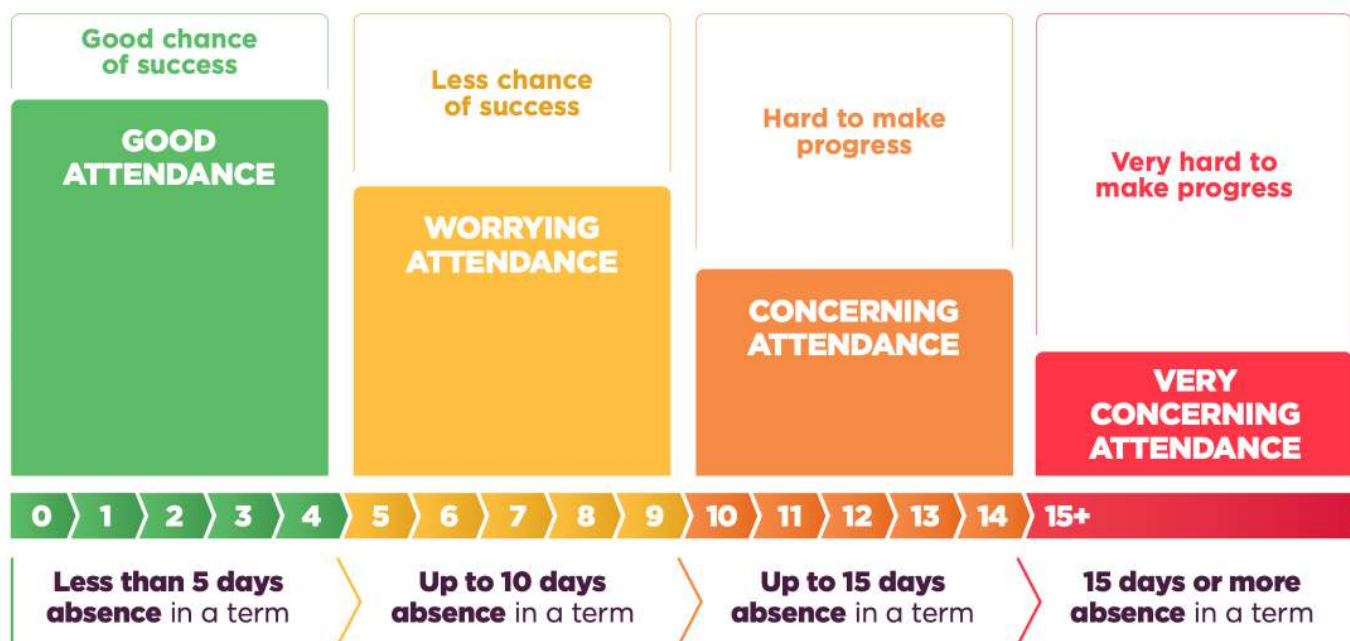 Good chance
of success
GOOD
ATTENDANCE
Less chance
of success
WORRYING
ATTENDANCE
Hard to make
progress
CONCERNING
ATTENDANCE
Very hard to
make progress
VERY
CONCERNING
ATTENDANCE
0 1 2 3 4 5 6 7 8 9 10 11 12 13 14 15+
Less than 5 days
absence in a term
Up to 10 days
absence in a term
Up to 15 days
absence in a term
15 days or more
absence in a term